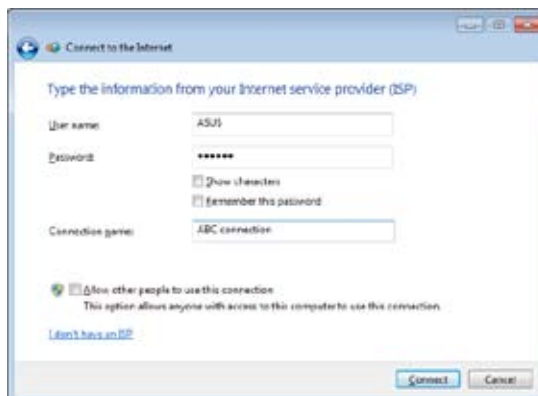 Connect to the Internet
Type the information from your Internet service provider (ISP)
User name:
ASUS
Password:
••••••
Show characters
Remember this password
Connection name:
ABC connection
Allow other people to use this connection
This option allows anyone with access to this computer to use this connection.
I don't have an ISP
Connect
Cancel